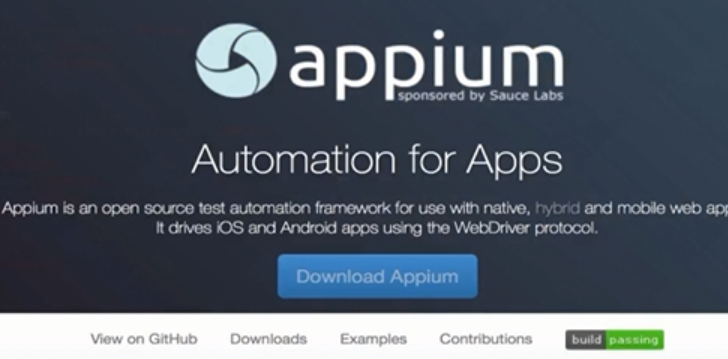 appium
sponsored by Sauce Labs
Automation for Apps
Appium is an open source test automation framework for use with native, hybrid and mobile web app
It drives iOS and Android apps using the WebDriver protocol.
Download Appium
View on GitHub Downloads Examples Contributions build passing